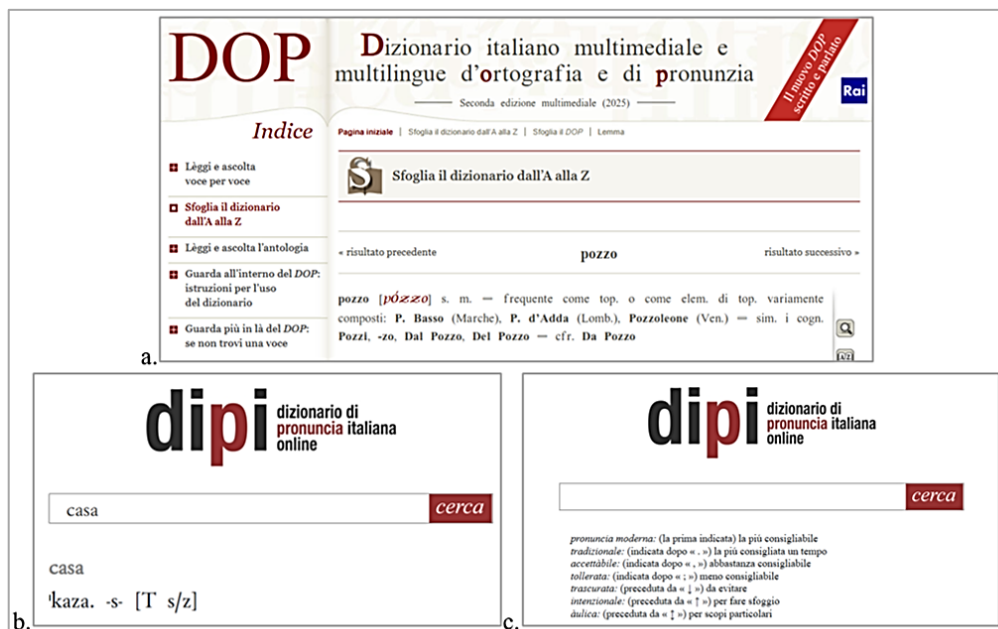 DOP
Dizionario italiano multimediale e
multilingue d'ortografia e di pronunzia
Seconda edizione multimediale (2025)
Il nuovo DOP
scritto e parlato
Rai
Indice
Pagina iniziale | Sfoglia il dizionario dall'A alla Z | Sfoglia il DOP | Lemma
Lèggi e ascolta
voce per voce
Sfoglia il dizionario
dall'A alla Z
Lèggi e ascolta l'antologia
Guarda all'interno del DOP:
istruzioni per l'uso
del dizionario
Guarda più in là del DOP:
se non trovi una voce
S
Sfoglia il dizionario dall'A alla Z
« risultato precedente
pozzo
risultato successivo »
pozzo [pózzo] s. m. — frequente come top. o come elem. di top. variamente
composti: P. Basso (Marche), P. d'Adda (Lomb.), Pozzoleone (Ven.) — sim. i cogn.
Pozzi, -zo, Dal Pozzo, Del Pozzo — cfr. Da Pozzo
a.
dipi
dizionario di
pronuncia italiana
online
casa
cerca
casa
ˈkaza. -s- [T s/z]
b.
dipi
dizionario di
pronuncia italiana
online
cerca
pronuncia moderna: (la prima indicata) la più consigliabile
tradizionale: (indicata dopo « . ») la più consigliata un tempo
accettàbile: (indicata dopo « , ») abbastanza consigliabile
tollerata: (indicata dopo « ; ») meno consigliabile
trascurata: (preceduta da « ↓ ») da evitare
intenzionale: (preceduta da « ↑ ») per fare sfoggio
àulica: (preceduta da « ↕ ») per scopi particolari
c.